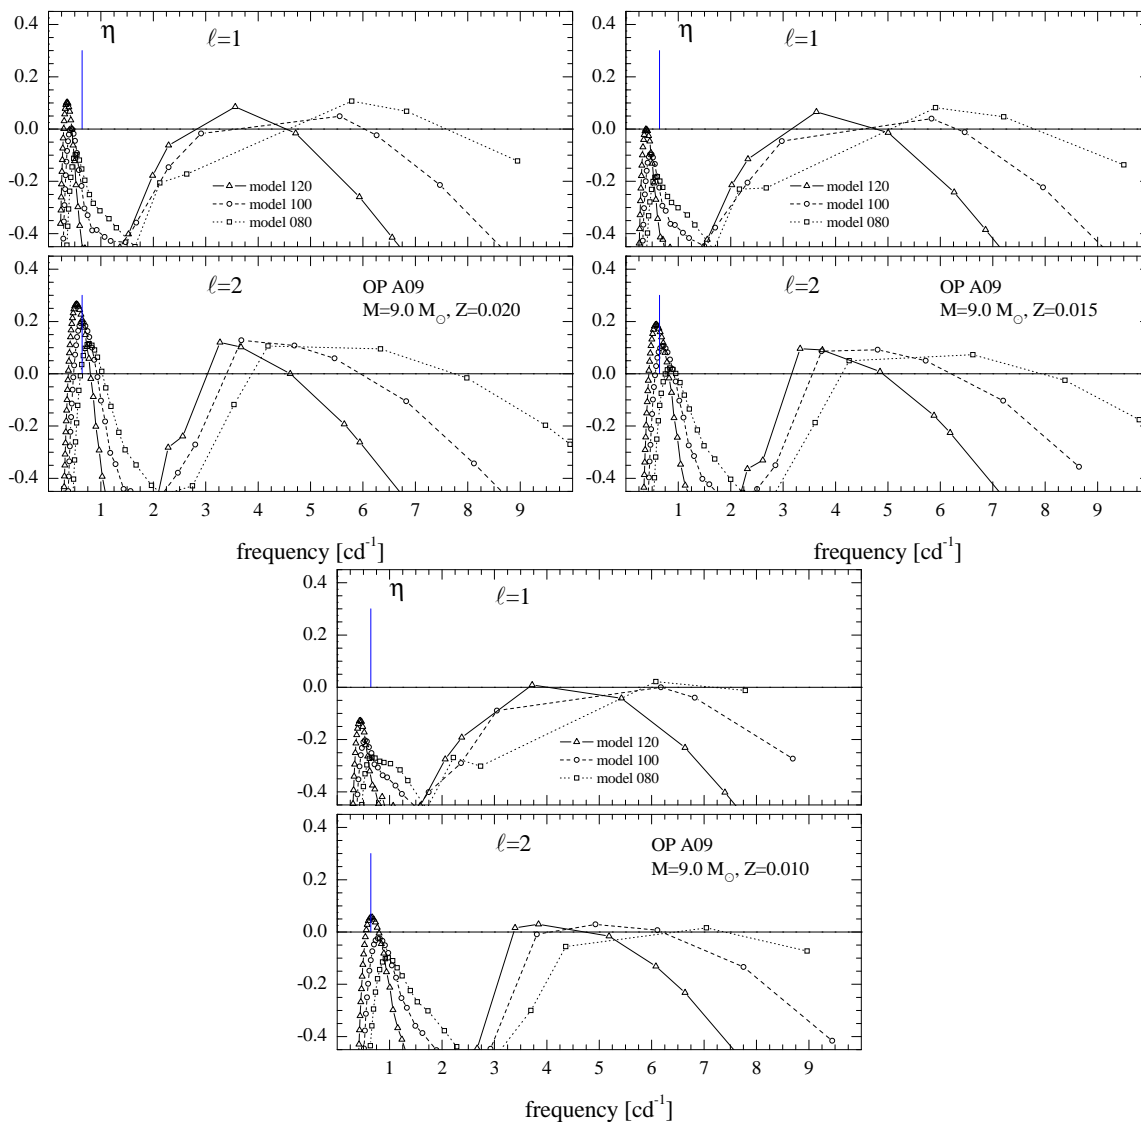 η ℓ=1
0.4
0.2
0.0
-0.2
-0.4
model 120
model 100
model 080
η ℓ=1
0.4
0.2
0.0
-0.2
-0.4
model 120
model 100
model 080
ℓ=2 OP A09
M=9.0 M☉, Z=0.020
0.4
0.2
0.0
-0.2
-0.4
1 2 3 4 5 6 7 8 9
frequency [cd⁻¹]
ℓ=2 OP A09
M=9.0 M☉, Z=0.015
0.4
0.2
0.0
-0.2
-0.4
1 2 3 4 5 6 7 8 9
frequency [cd⁻¹]
η ℓ=1
0.4
0.2
0.0
-0.2
-0.4
model 120
model 100
model 080
ℓ=2 OP A09
M=9.0 M☉, Z=0.010
0.4
0.2
0.0
-0.2
-0.4
1 2 3 4 5 6 7 8 9
frequency [cd⁻¹]